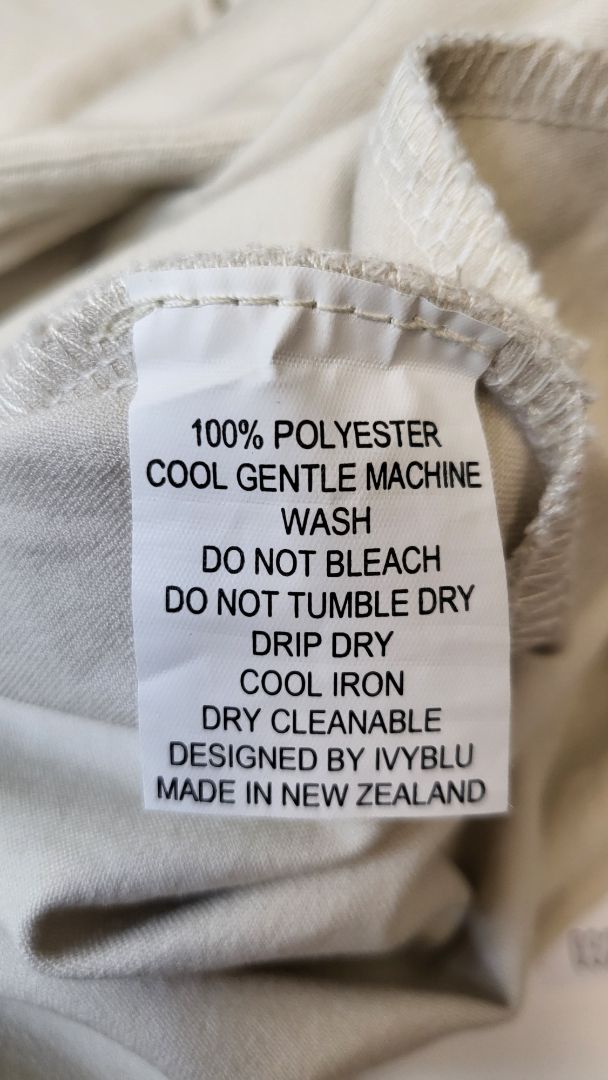 100% POLYESTER
COOL GENTLE MACHINE
WASH
DO NOT BLEACH
DO NOT TUMBLE DRY
DRIP DRY
COOL IRON
DRY CLEANABLE
DESIGNED BY IVYBLU
MADE IN NEW ZEALAND